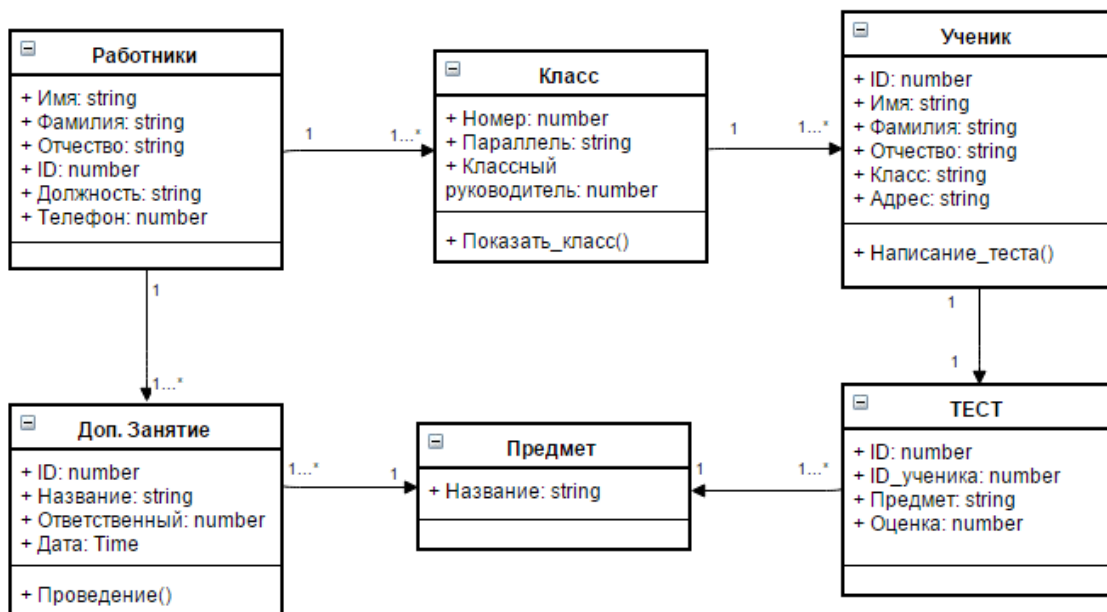 Работники
+ Имя: string
+ Фамилия: string
+ Отчество: string
+ ID: number
+ Должность: string
+ Телефон: number
1
1...*
Класс
+ Номер: number
+ Параллель: string
+ Классный
руководитель: number
+ Показать_класс()
1
1...*
Ученик
+ ID: number
+ Имя: string
+ Фамилия: string
+ Отчество: string
+ Класс: string
+ Адрес: string
+ Написание_теста()
1
1...*
1
1
Доп. Занятие
+ ID: number
+ Название: string
+ Ответственный: number
+ Дата: Time
+ Проведение()
1...*
1
Предмет
+ Название: string
1
1...*
ТЕСТ
+ ID: number
+ ID_ученика: number
+ Предмет: string
+ Оценка: number